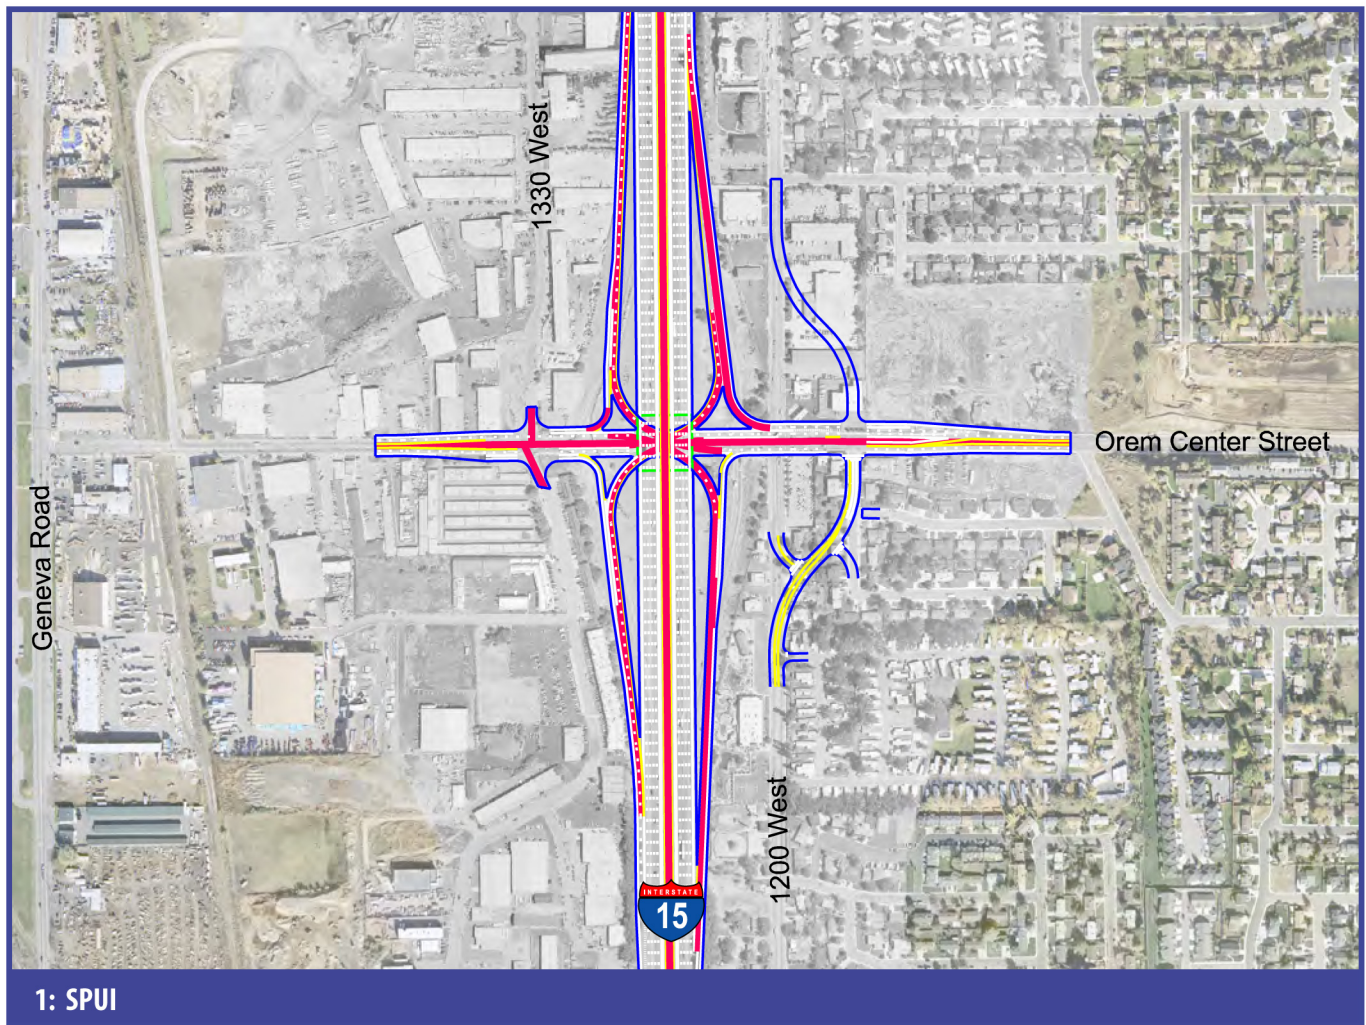 1330 West
Orem Center Street
Geneva Road
1200 West
INTERSTATE
15
1: SPUI